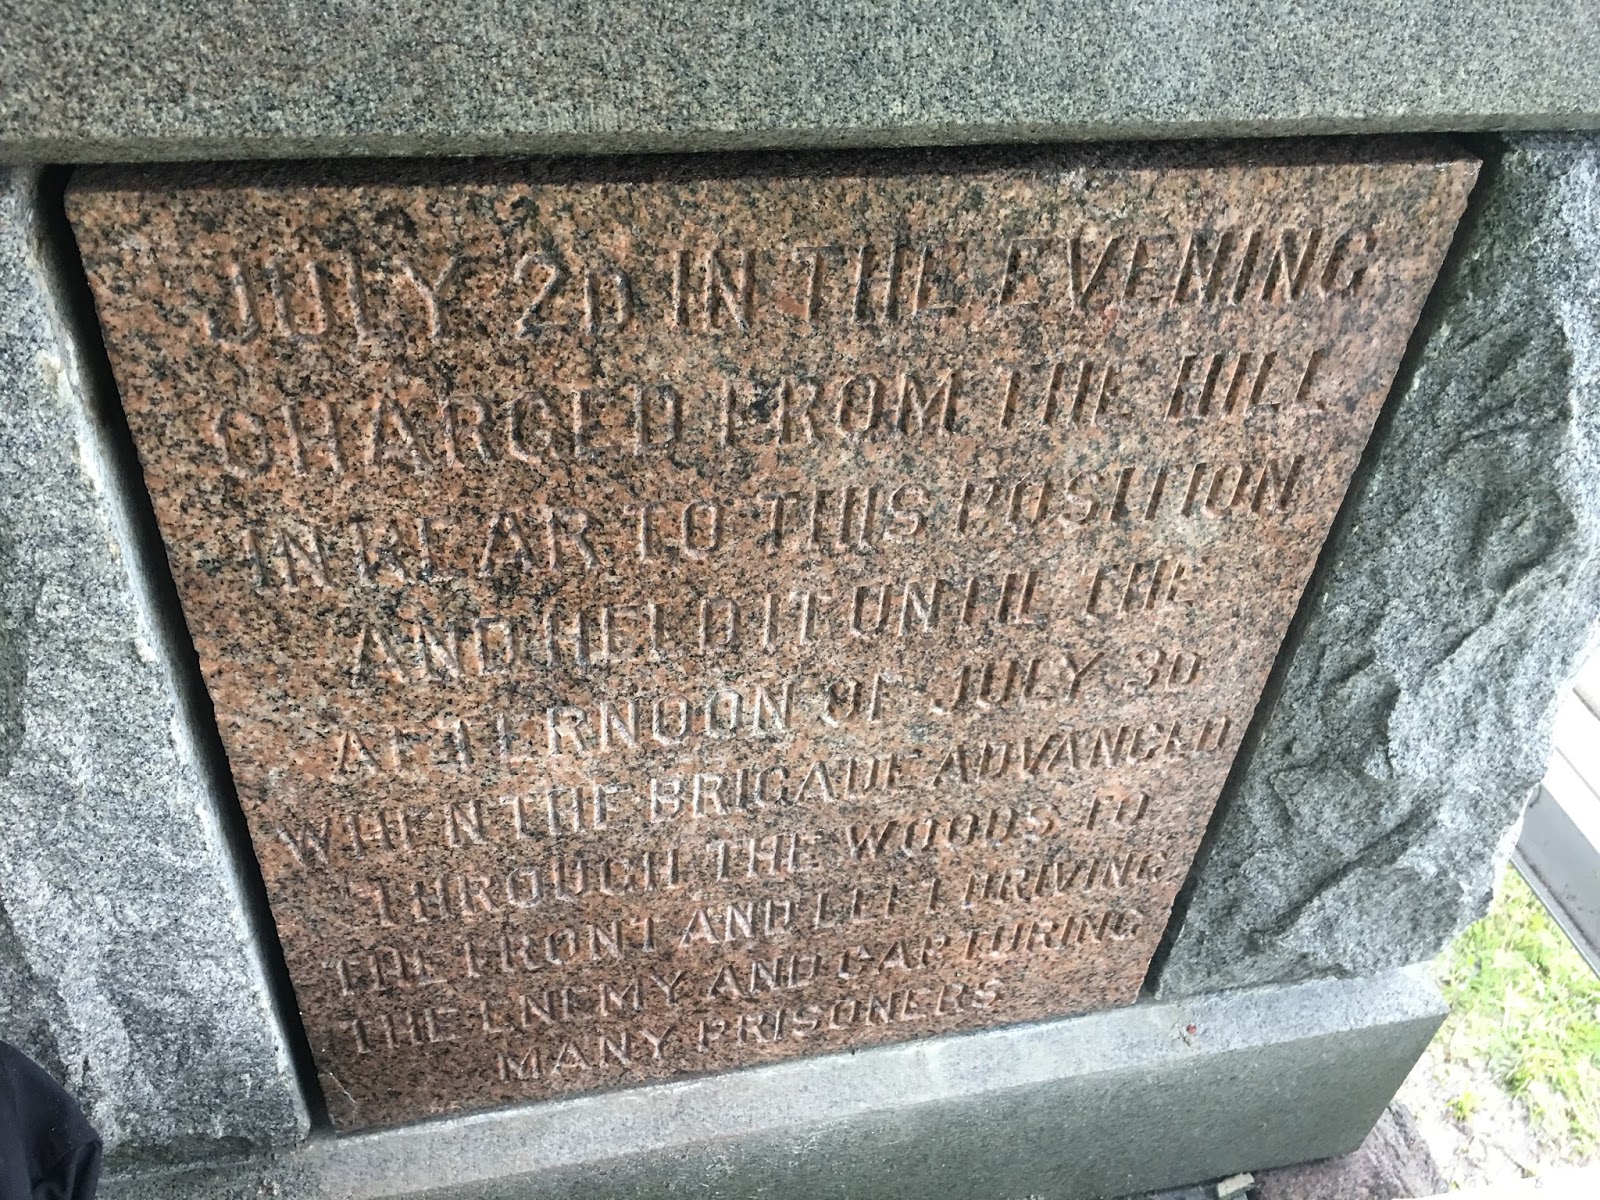 JULY 2D IN THE EVENING
CHARGED FROM THE HILL
IN REAR TO THIS POSITION
AND HELD IT UNTIL THE
AFTERNOON OF JULY 3D
WHEN THE BRIGADE ADVANCED
THROUGH THE WOODS TO
THE FRONT AND LEFT DRIVING
THE ENEMY AND CAPTURING
MANY PRISONERS